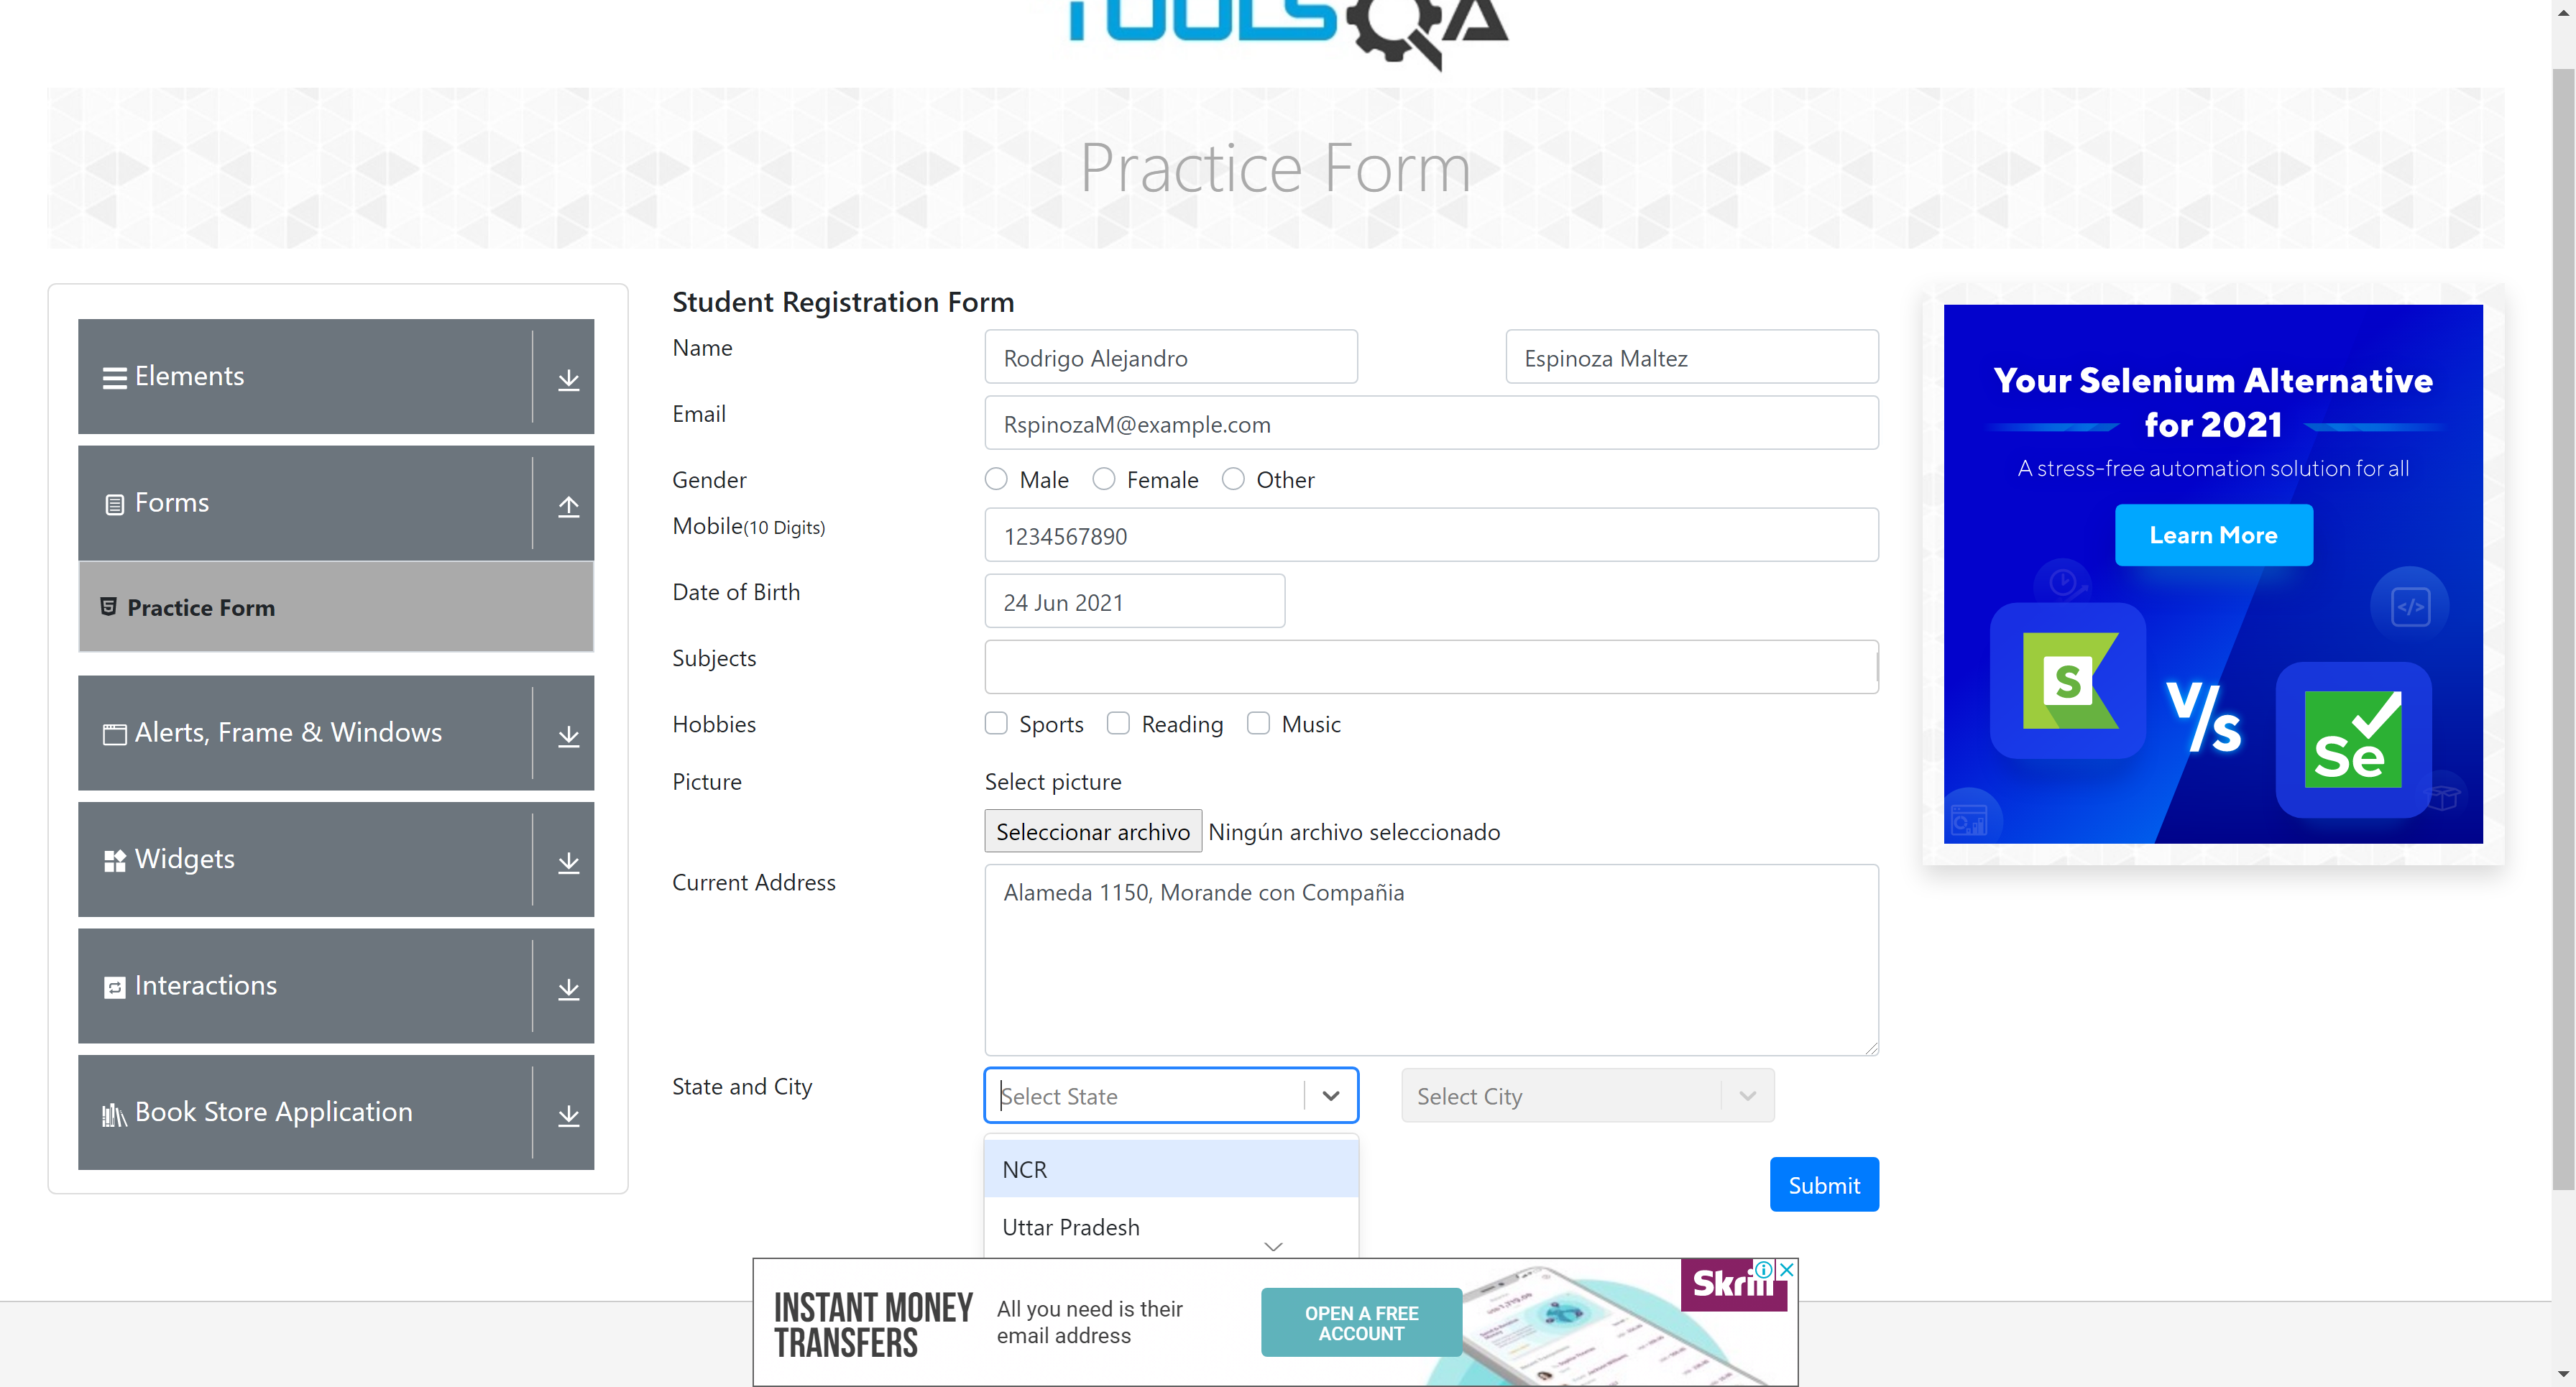 TOOLSQA
Practice Form
Elements
Forms
Practice Form
Alerts, Frame & Windows
Widgets
Interactions
Book Store Application
Student Registration Form
Name
Rodrigo Alejandro
Espinoza Maltez
Email
RspinozaM@example.com
Gender
Male
Female
Other
Mobile(10 Digits)
1234567890
Date of Birth
24 Jun 2021
Subjects
Hobbies
Sports
Reading
Music
Picture
Select picture
Seleccionar archivo
Ningún archivo seleccionado
Current Address
Alameda 1150, Morande con Compañia
State and City
Select State
Select City
NCR
Uttar Pradesh
Submit
Your Selenium Alternative
for 2021
A stress-free automation solution for all
Learn More
</>
S
V/s
Se
INSTANT MONEY
TRANSFERS
All you need is their
email address
OPEN A FREE
ACCOUNT
Skrill